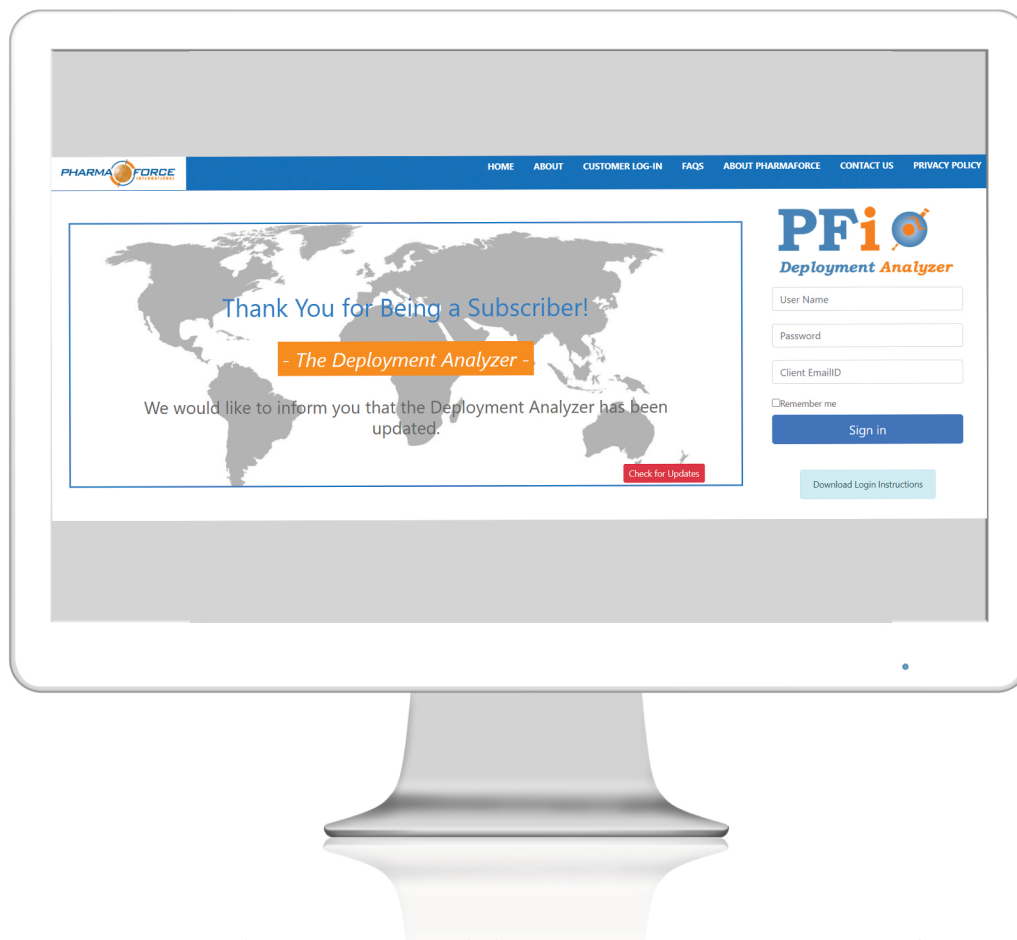 PHARMA FORCE
INTERNATIONAL
HOME ABOUT CUSTOMER LOG-IN FAQS ABOUT PHARMAFORCE CONTACT US PRIVACY POLICY
Thank You for Being a Subscriber!
- The Deployment Analyzer -
We would like to inform you that the Deployment Analyzer has been
updated.
Check for Updates
PFi
Deployment Analyzer
User Name
Password
Client EmailID
Remember me
Sign in
Download Login Instructions